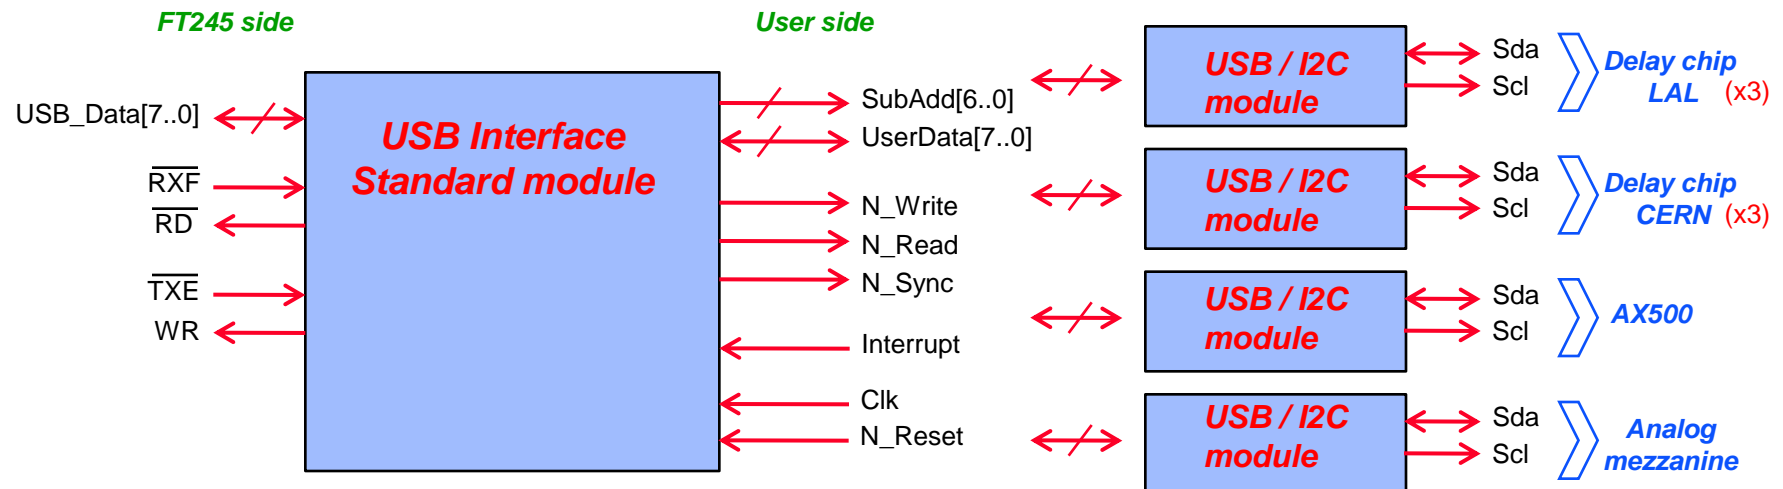 FT245 side
User side
USB_Data[7..0]
RXF
RD
TXE
WR
USB Interface
Standard module
SubAdd[6..0]
UserData[7..0]
N_Write
N_Read
N_Sync
Interrupt
Clk
N_Reset
USB / I2C
module
Sda
Scl
Delay chip
LAL (x3)
USB / I2C
module
Sda
Scl
Delay chip
CERN (x3)
USB / I2C
module
Sda
Scl
AX500
USB / I2C
module
Sda
Scl
Analog
mezzanine